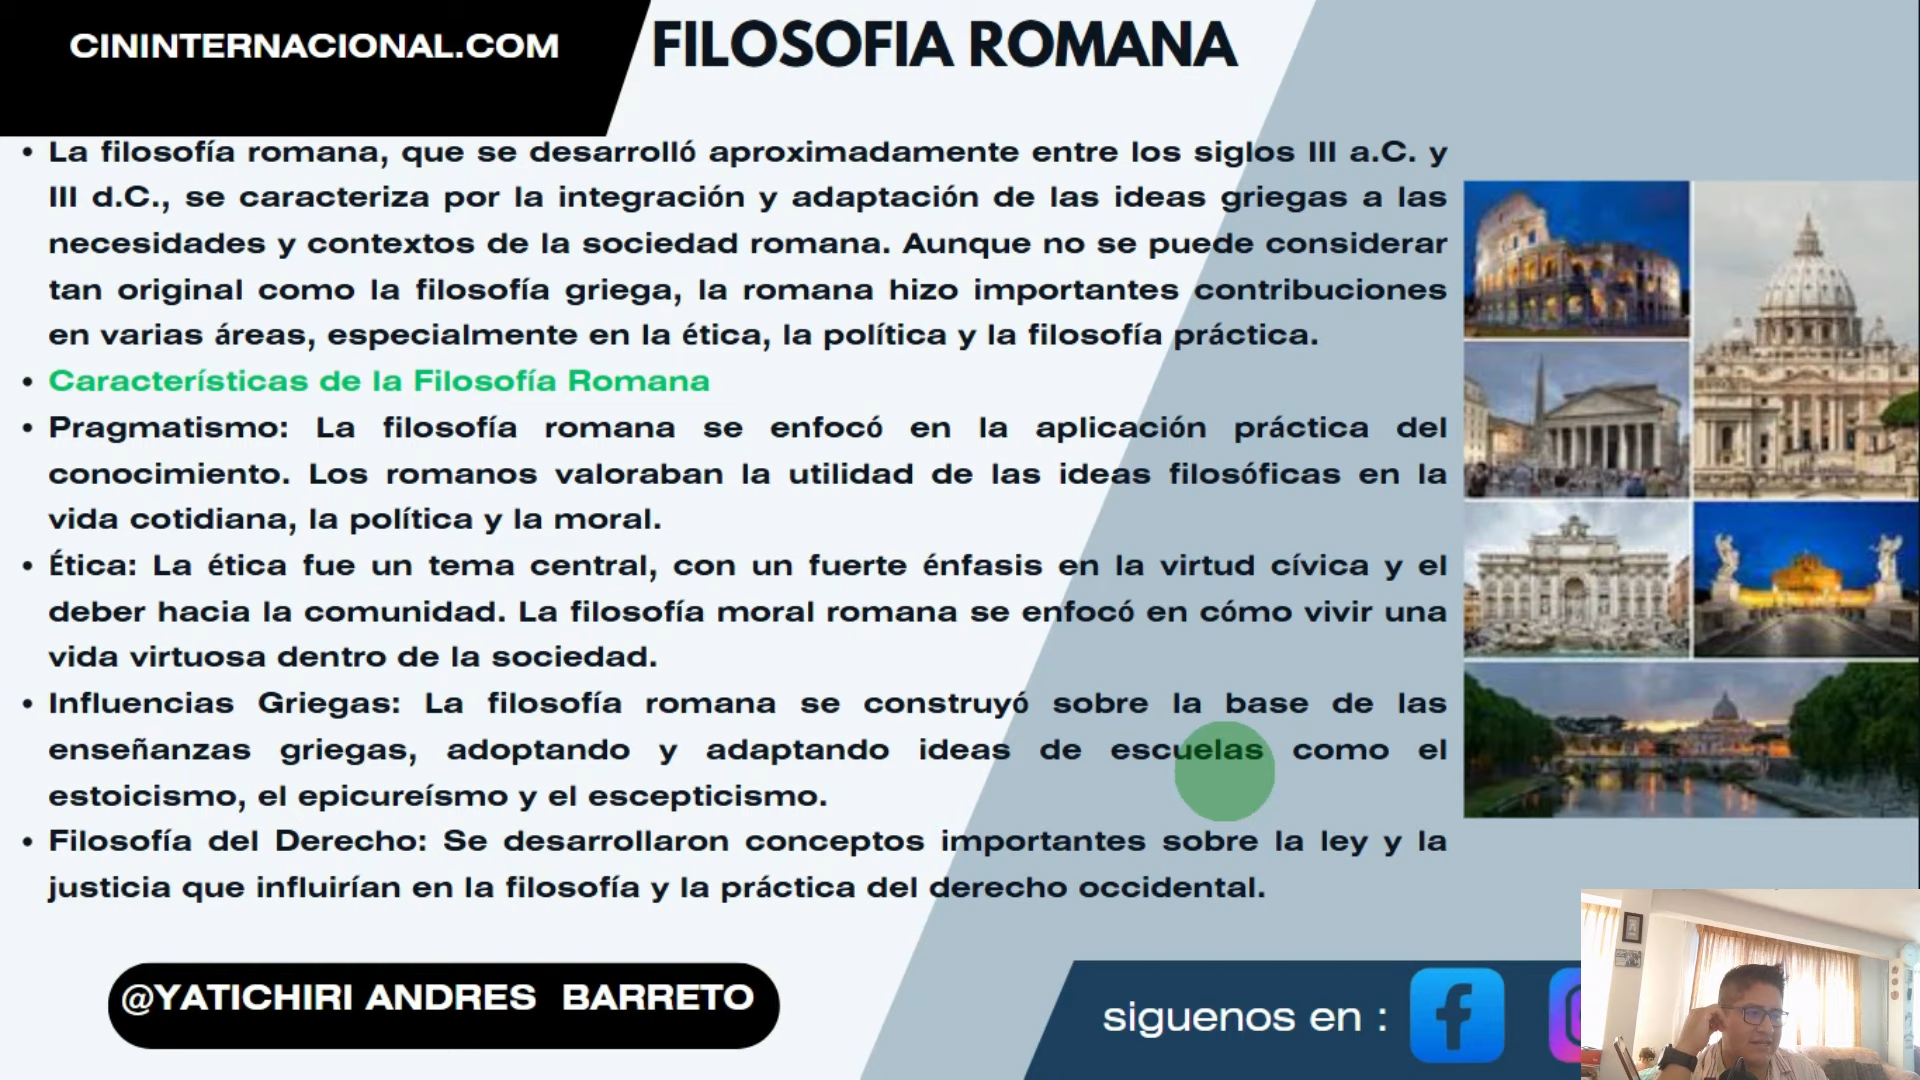 CININTERNACIONAL.COM
FILOSOFIA ROMANA
• La filosofía romana, que se desarrolló aproximadamente entre los siglos III a.C. y
III d.C., se caracteriza por la integración y adaptación de las ideas griegas a las
necesidades y contextos de la sociedad romana. Aunque no se puede considerar
tan original como la filosofía griega, la romana hizo importantes contribuciones
en varias áreas, especialmente en la ética, la política y la filosofía práctica.
• Características de la Filosofía Romana
• Pragmatismo: La filosofía romana se enfocó en la aplicación práctica del
conocimiento. Los romanos valoraban la utilidad de las ideas filosóficas en la
vida cotidiana, la política y la moral.
• Ética: La ética fue un tema central, con un fuerte énfasis en la virtud cívica y el
deber hacia la comunidad. La filosofía moral romana se enfocó en cómo vivir una
vida virtuosa dentro de la sociedad.
• Influencias Griegas: La filosofía romana se construyó sobre la base de las
enseñanzas griegas, adoptando y adaptando ideas de escuelas como el
estoicismo, el epicureísmo y el escepticismo.
• Filosofía del Derecho: Se desarrollaron conceptos importantes sobre la ley y la
justicia que influirían en la filosofía y la práctica del derecho occidental.
@YATICHIRI ANDRES BARRETO
siguenos en :